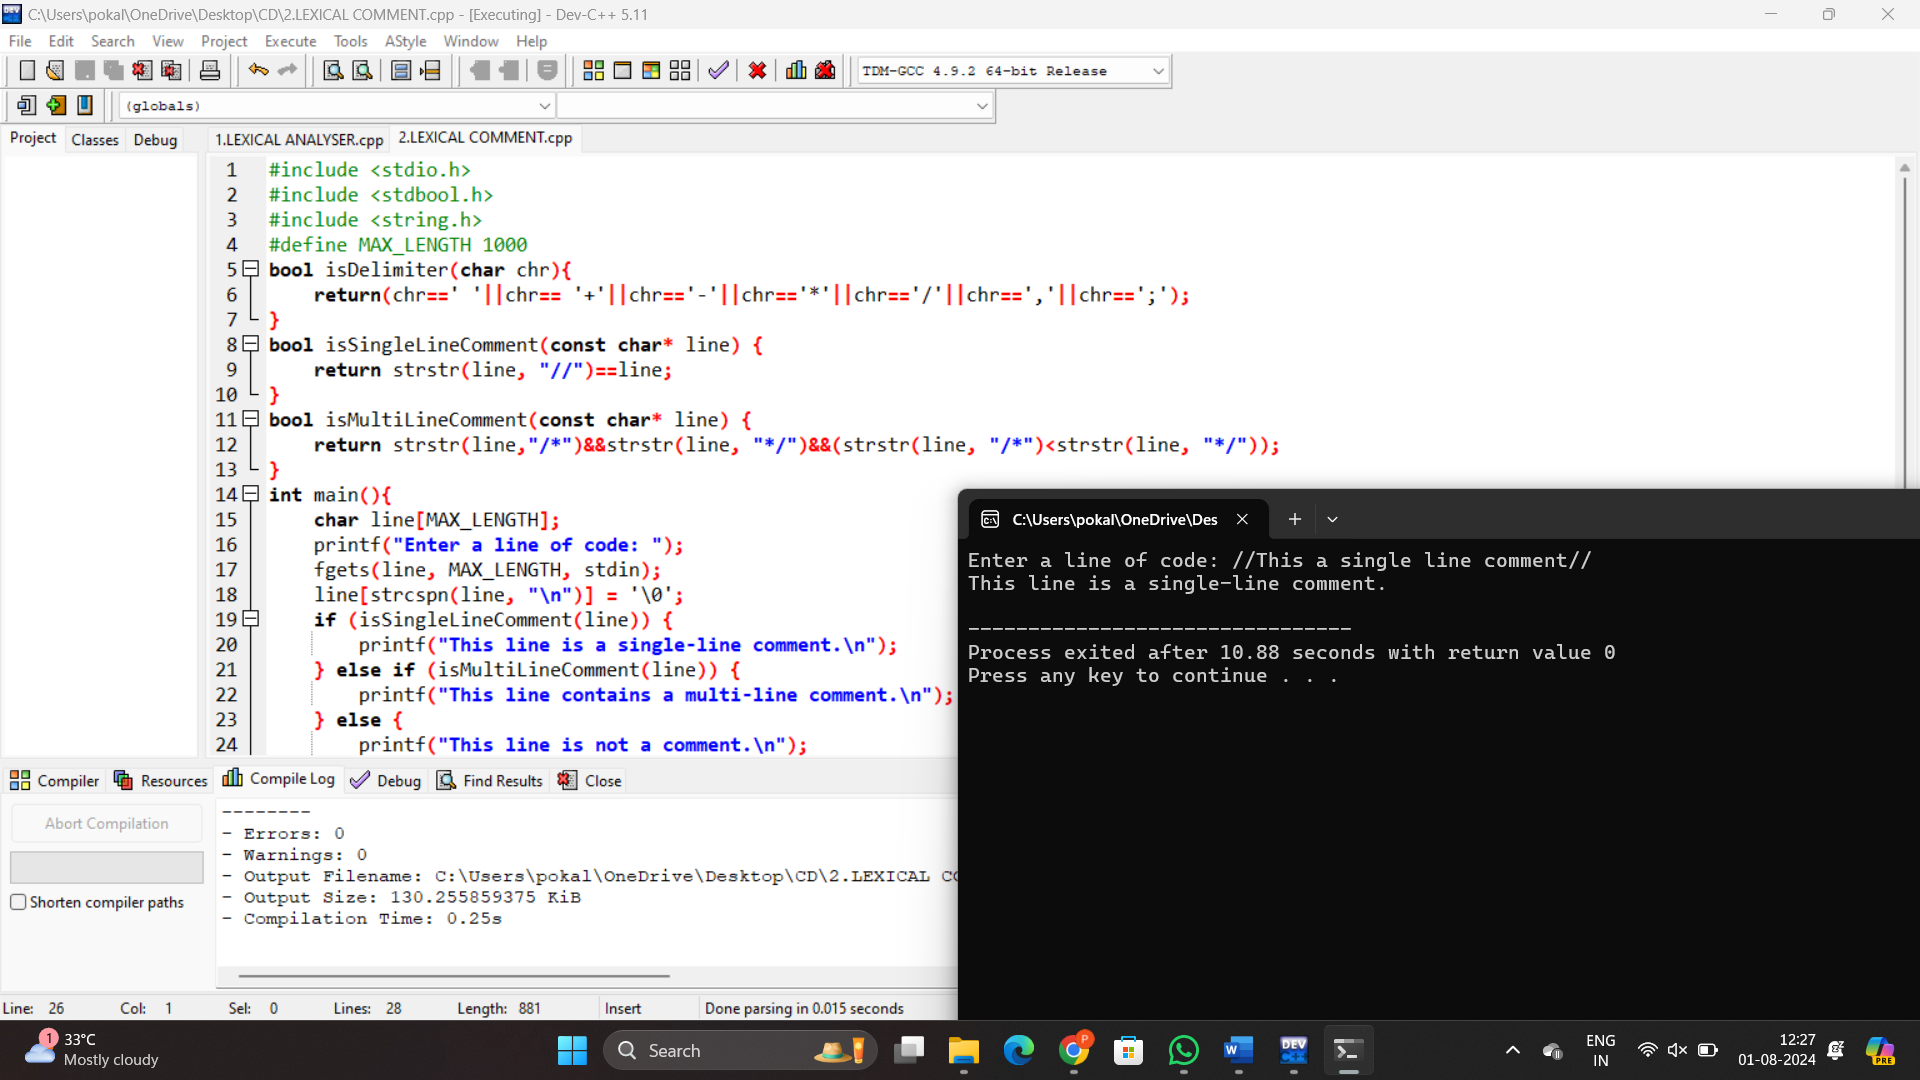 C:\Users\pokal\OneDrive\Desktop\CD\2.LEXICAL COMMENT.cpp - [Executing] - Dev-C++ 5.11
File Edit Search View Project Execute Tools AStyle Window Help
TDM-GCC 4.9.2 64-bit Release
(globals)
Project Classes Debug 1.LEXICAL ANALYSER.cpp 2.LEXICAL COMMENT.cpp
1 #include <stdio.h>
2 #include <stdbool.h>
3 #include <string.h>
4 #define MAX_LENGTH 1000
5 bool isDelimiter(char chr){
6 return(chr==' '||chr== '+'||chr=='-'||chr=='*'||chr=='/'||chr==','||chr==';');
7 }
8 bool isSingleLineComment(const char* line) {
9 return strstr(line, "//")==line;
10 }
11 bool isMultiLineComment(const char* line) {
12 return strstr(line,"/*")&&strstr(line, "*/")&&(strstr(line, "/*")<strstr(line, "*/"));
13 }
14 int main(){
15 char line[MAX_LENGTH];
16 printf("Enter a line of code: ");
17 fgets(line, MAX_LENGTH, stdin);
18 line[strcspn(line, "\n")] = '\0';
19 if (isSingleLineComment(line)) {
20 printf("This line is a single-line comment.\n");
21 } else if (isMultiLineComment(line)) {
22 printf("This line contains a multi-line comment.\n");
23 } else {
24 printf("This line is not a comment.\n");
C:\Users\pokal\OneDrive\Des
Enter a line of code: //This a single line comment//
This line is a single-line comment.
--------------------------------
Process exited after 10.88 seconds with return value 0
Press any key to continue . . .
Compiler Resources Compile Log Debug Find Results Close
Abort Compilation
Shorten compiler paths
--------
- Errors: 0
- Warnings: 0
- Output Filename: C:\Users\pokal\OneDrive\Desktop\CD\2.LEXICAL CO
- Output Size: 130.255859375 KiB
- Compilation Time: 0.25s
Line: 26 Col: 1 Sel: 0 Lines: 28 Length: 881 Insert Done parsing in 0.015 seconds
1
33°C
Mostly cloudy
Search
P
W
DEV
ENG
IN
12:27
01-08-2024
PRE